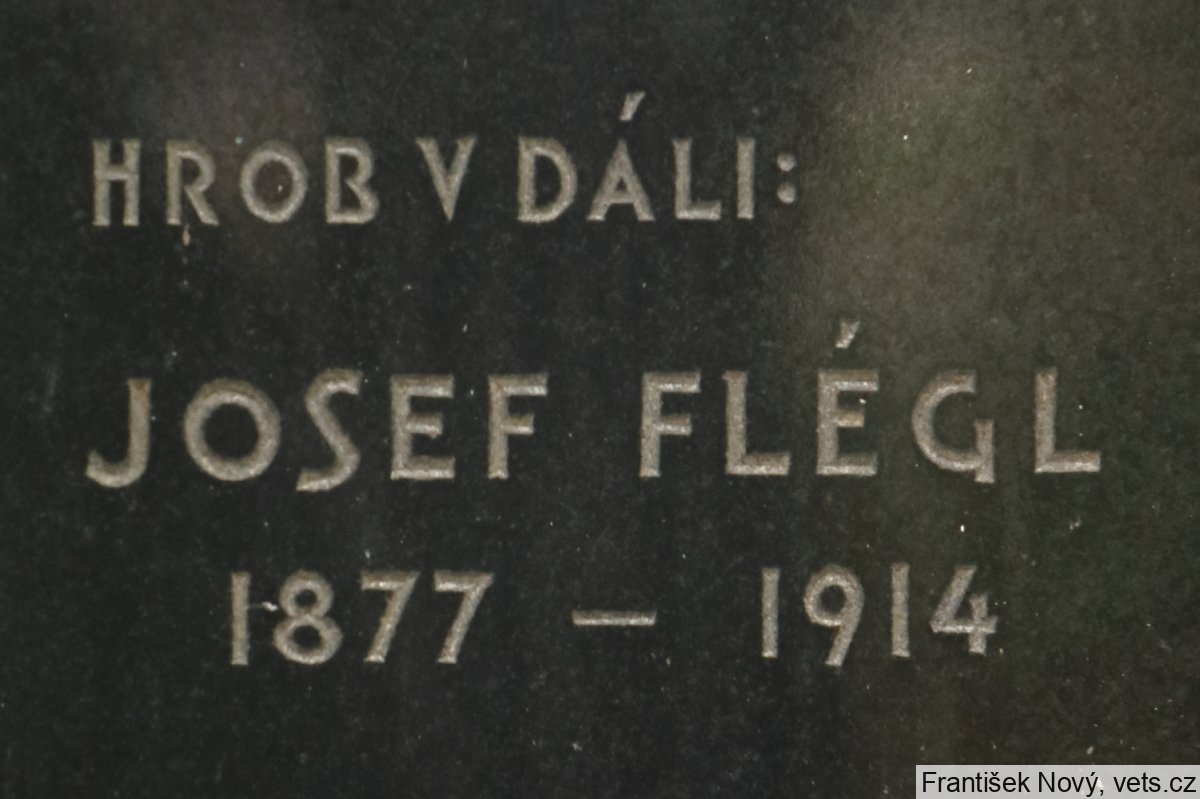 HROB V DÁLI:
JOSEF FLÉGL
1877 – 1914
František Nový, vets.cz